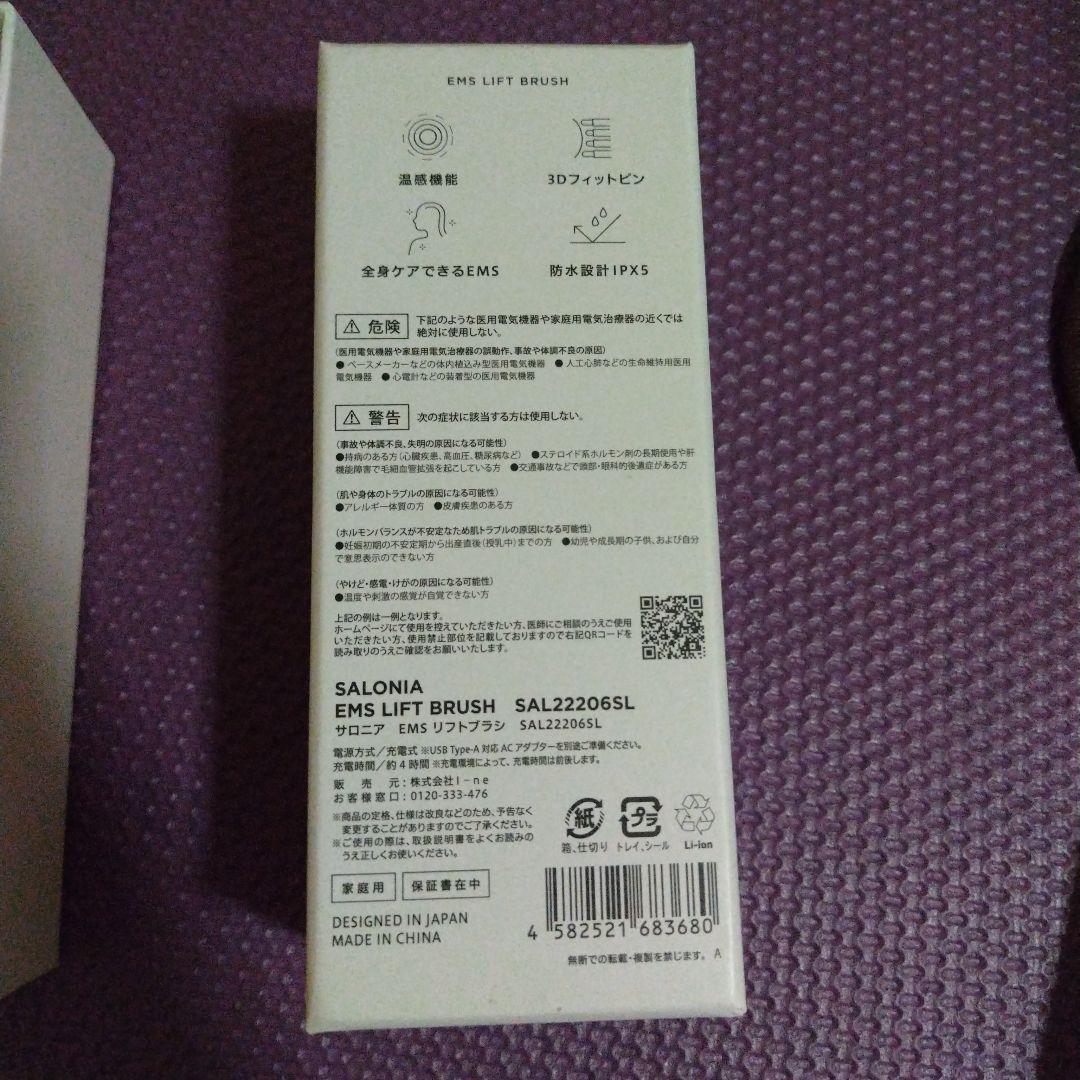 EMS LIFT BRUSH
温感機能
3Dフィットピン
全身ケアできるEMS
防水設計IPX5
危険 下記のような医用電気機器や家庭用電気治療器の近くでは
絶対に使用しない。
(医用電気機器や家庭用電気治療器の誤動作、事故や体調不良の原因)
● ペースメーカーなどの体内植込み型医用電気機器 ● 人工心肺などの生命維持用医用
電気機器 ● 心電計などの装着型の医用電気機器
警告 次の症状に該当する方は使用しない。
(事故や体調不良、失明の原因になる可能性)
●持病のある方(心臓疾患、高血圧、糖尿病など) ●ステロイド系ホルモン剤の長期使用や肝
機能障害で毛細血管拡張を起こしている方 ●交通事故などで頭部・眼科的後遺症がある方
(肌や身体のトラブルの原因になる可能性)
●アレルギー体質の方 ●皮膚疾患のある方
(ホルモンバランスが不安定なため肌トラブルの原因になる可能性)
●妊娠初期の不安定期から出産直後(授乳中)までの方 ●幼児や成長期の子供、および自分
で意思表示のできない方
(やけど・感電・けがの原因になる可能性)
●温度や刺激の感覚が自覚できない方
上記の例は一例となります。
ホームページにて使用を控えていただきたい方、医師にご相談のうえご使用
いただきたい方、使用禁止部位を記載しておりますので右記QRコードを
読み取りのうえご確認をお願いいたします。
SALONIA
EMS LIFT BRUSH SAL22206SL
サロニア EMS リフトブラシ SAL22206SL
電源方式/充電式 ※USB Type-A 対応 AC アダプターを別途ご準備ください。
充電時間/約4時間 ※充電環境によって、充電時間は前後します。
販売元:株式会社I-ne
お客様窓口:0120-333-476
※商品の定格、仕様は改良などのため、予告なく
変更することがありますのでご了承ください。
※ご使用の際は、取扱説明書をよくお読みの
うえ正しくお使いください。
紙 プラ
箱、仕切り トレイ、シール Li-ion
家庭用 保証書在中
DESIGNED IN JAPAN
MADE IN CHINA
4 582521 683680
無断での転載・複製を禁じます。 A